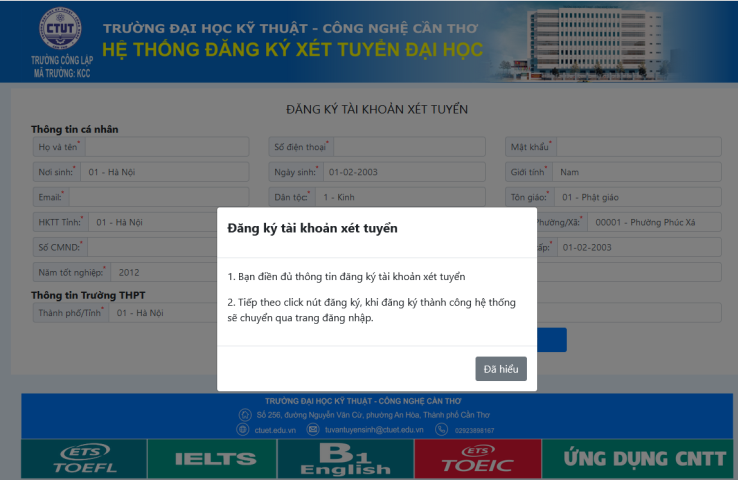 CTUT
TRƯỜNG CÔNG LẬP
MÃ TRƯỜNG: KCC
TRƯỜNG ĐẠI HỌC KỸ THUẬT - CÔNG NGHỆ CẦN THƠ
HỆ THỐNG ĐĂNG KÝ XÉT TUYỂN ĐẠI HỌC
ĐĂNG KÝ TÀI KHOẢN XÉT TUYỂN
Thông tin cá nhân
Họ và tên* Số điện thoại* Mật khẩu*
Nơi sinh:* 01 - Hà Nội Ngày sinh:* 01-02-2003 Giới tính* Nam
Email:* Dân tộc:* 1 - Kinh Tôn giáo:* 01 - Phật giáo
HKTT Tỉnh:* 01 - Hà Nội Phường/Xã:* 00001 - Phường Phúc Xá
Số CMND:* cấp:* 01-02-2003
Năm tốt nghiệp:* 2012
Thông tin Trường THPT
Thành phố/Tỉnh* 01 - Hà Nội
Đăng ký tài khoản xét tuyển
1. Bạn điền đủ thông tin đăng ký tài khoản xét tuyển
2. Tiếp theo click nút đăng ký, khi đăng ký thành công hệ thống
sẽ chuyển qua trang đăng nhập.
Đã hiểu
TRƯỜNG ĐẠI HỌC KỸ THUẬT - CÔNG NGHỆ CẦN THƠ
Số 256, đường Nguyễn Văn Cừ, phường An Hòa, Thành phố Cần Thơ
ctuet.edu.vn tuvantuyensinh@ctuet.edu.vn 02923898167
ETS
TOEFL
IELTS
B1
English
ETS
TOEIC
ỨNG DỤNG CNTT